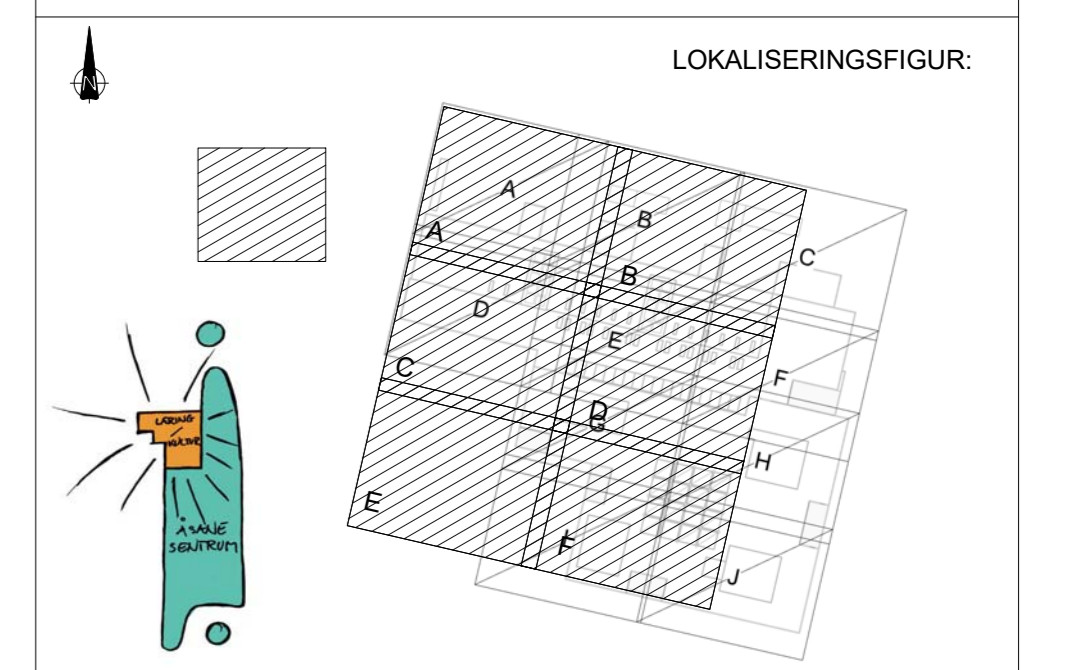 LOKALISERINGSFIGUR:
N
A
B
A
B
C
D
E
F
C
D
G
H
E
F
J
LÆRING
KULTUR
ÅSANE
SENTRUM